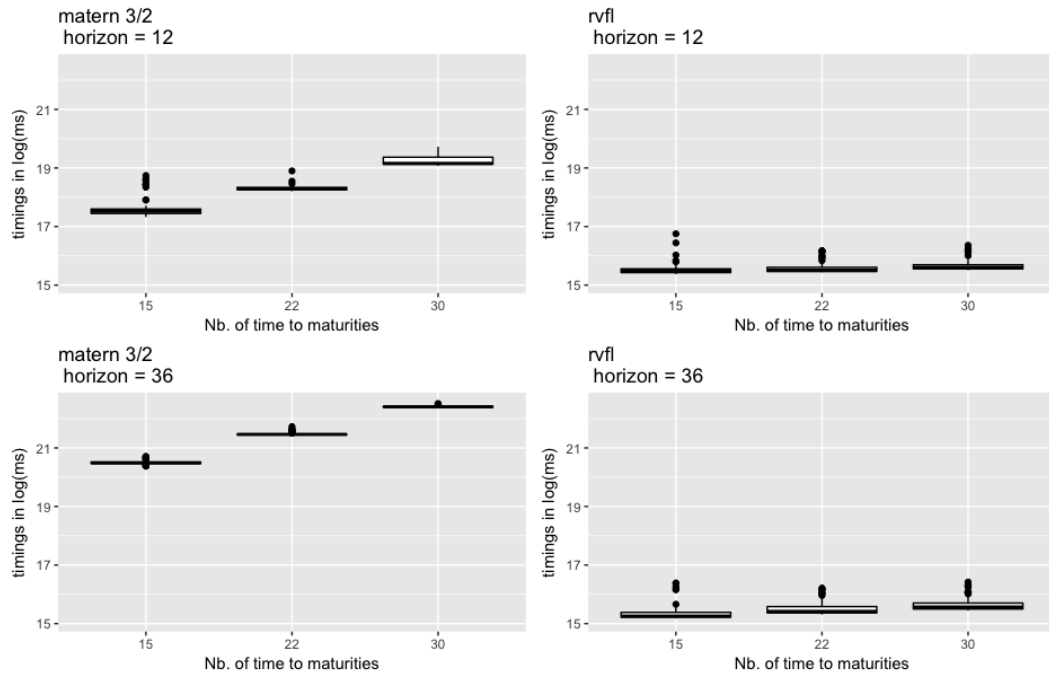 matern 3/2
horizon = 12
timings in log(ms)
21
19
17
15
15
22
30
Nb. of time to maturities
rvfl
horizon = 12
timings in log(ms)
21
19
17
15
15
22
30
Nb. of time to maturities
matern 3/2
horizon = 36
timings in log(ms)
21
19
17
15
15
22
30
Nb. of time to maturities
rvfl
horizon = 36
timings in log(ms)
21
19
17
15
15
22
30
Nb. of time to maturities